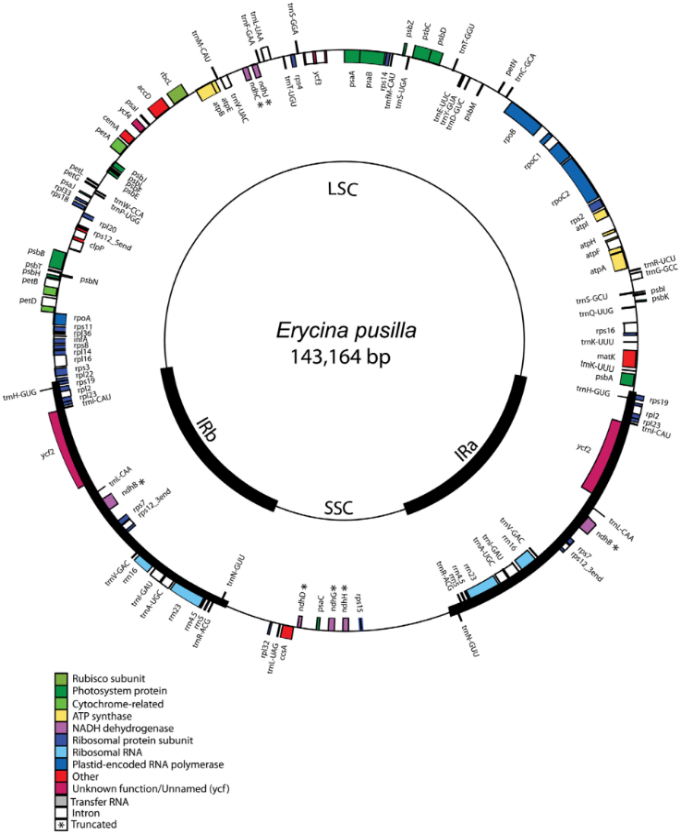 LSC
Erycina pusilla
143,164 bp
IRb
IRa
SSC
trnS-GGA
trnL-UAA
trnF-GAA
trnM-CAU
rbcL
accD
psaI
ycf4
cemA
petA
atpB
atpE
trnV-UAC
ndhC *
ndhJ *
trnT-UGU
rps4
ycf3
psaA
psaB
rps14
trnfM-CAU
trnS-UGA
psbZ
psbC
psbD
trnT-GGU
trnE-UUC
trnY-GUA
trnD-GUC
psbM
petN
trnC-GCA
rpoB
rpoC1
rpoC2
rps2
atpI
atpH
atpF
atpA
trnR-UCU
trnG-GCC
psbI
psbK
trnS-GCU
trnQ-UUG
rps16
trnK-UUU
matK
trnK-UUU
psbA
trnH-GUG
rps19
rpl2
rpl23
trnI-CAU
ycf2
trnL-CAA
ndhB *
rps7
rps12_3end
trnV-GAC
rrn16
trnI-GAU
trnA-UGC
rrn23
rrn4.5
rrn5
trnR-ACG
trnN-GUU
rps15
ndhH *
ndhG *
psaC
ndhD *
ccsA
trnL-UAG
rpl32
trnN-GUU
trnR-ACG
rrn5
rrn4.5
rrn23
trnA-UGC
trnI-GAU
rrn16
trnV-GAC
rps12_3end
rps7
ndhB *
trnL-CAA
ycf2
trnH-GUG
trnI-CAU
rpl23
rpl2
rps19
rpl22
rps3
rpl16
rpl14
rps8
infA
rpl36
rps11
rpoA
petD
petB
psbH
psbT
psbB
psbN
clpP
rps12_5end
rpl20
rps18
rpl33
psaJ
petG
petL
trnP-UGG
trnW-CCA
psbE
psbJ
Rubisco subunit
Photosystem protein
Cytochrome-related
ATP synthase
NADH dehydrogenase
Ribosomal protein subunit
Ribosomal RNA
Plastid-encoded RNA polymerase
Other
Unknown function/Unnamed (ycf)
Transfer RNA
Intron
* Truncated